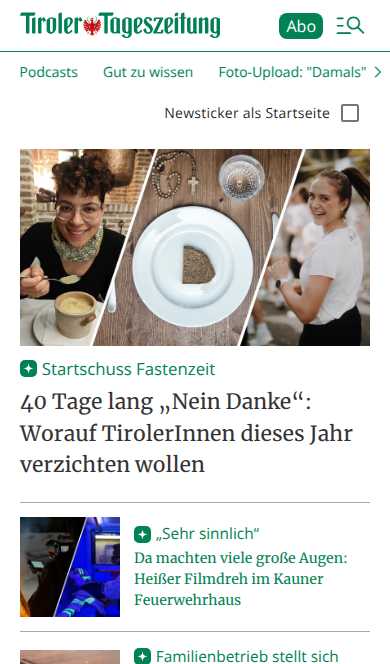 Tiroler Tageszeitung
Abo
Podcasts Gut zu wissen Foto-Upload: "Damals"
Newsticker als Startseite
Startschuss Fastenzeit
40 Tage lang „Nein Danke“:
Worauf TirolerInnen dieses Jahr
verzichten wollen
„Sehr sinnlich“
Da machten viele große Augen:
Heißer Filmdreh im Kauner
Feuerwehrhaus
Familienbetrieb stellt sich